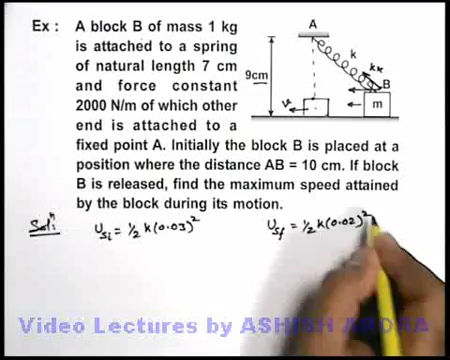 Ex : A block B of mass 1 kg
is attached to a spring
of natural length 7 cm
and force constant
2000 N/m of which other
end is attached to a
fixed point A. Initially the block B is placed at a
position where the distance AB = 10 cm. If block
B is released, find the maximum speed attained
by the block during its motion.
A
k
kx
9cm
B
m
v
Solⁿ: U_si = ½ k(0.03)² U_sf = ½ k(0.02)²
Video Lectures by ASHISH ARORA